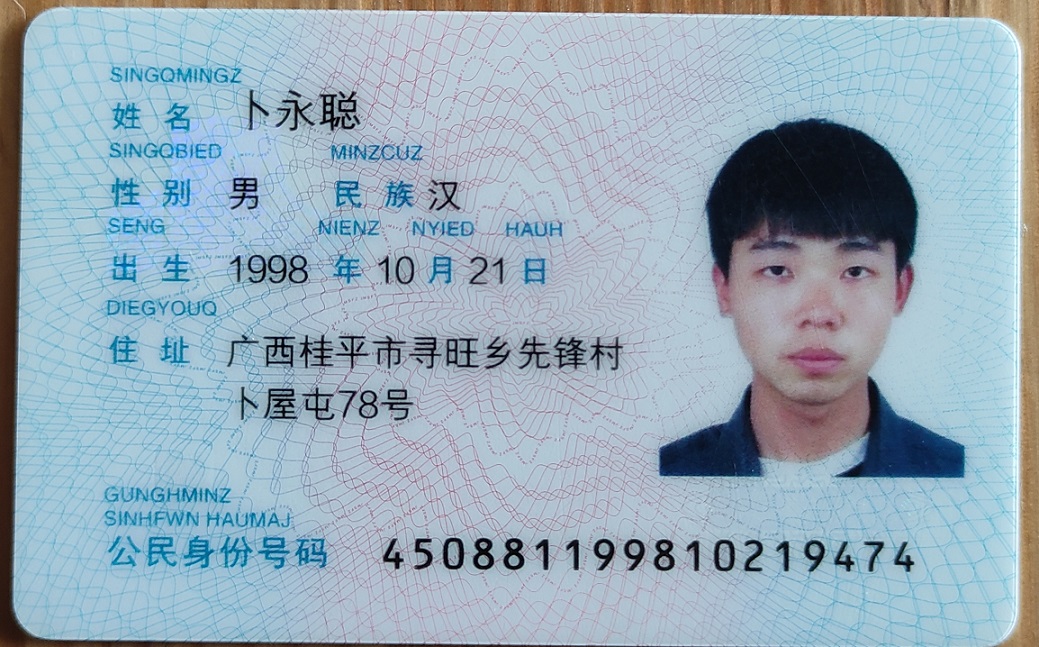 SINGQMINGZ
姓 名 卜永聪
SINGQBIED MINZCUZ
性 别 男 民 族 汉
SENG NIENZ NYIED HAUH
出 生 1998 年 10 月 21 日
DIEGYOUQ
住 址 广西桂平市寻旺乡先锋村
卜屋屯78号
GUNGHMINZ
SINHFWN HAUMAJ
公民身份号码 450881199810219474